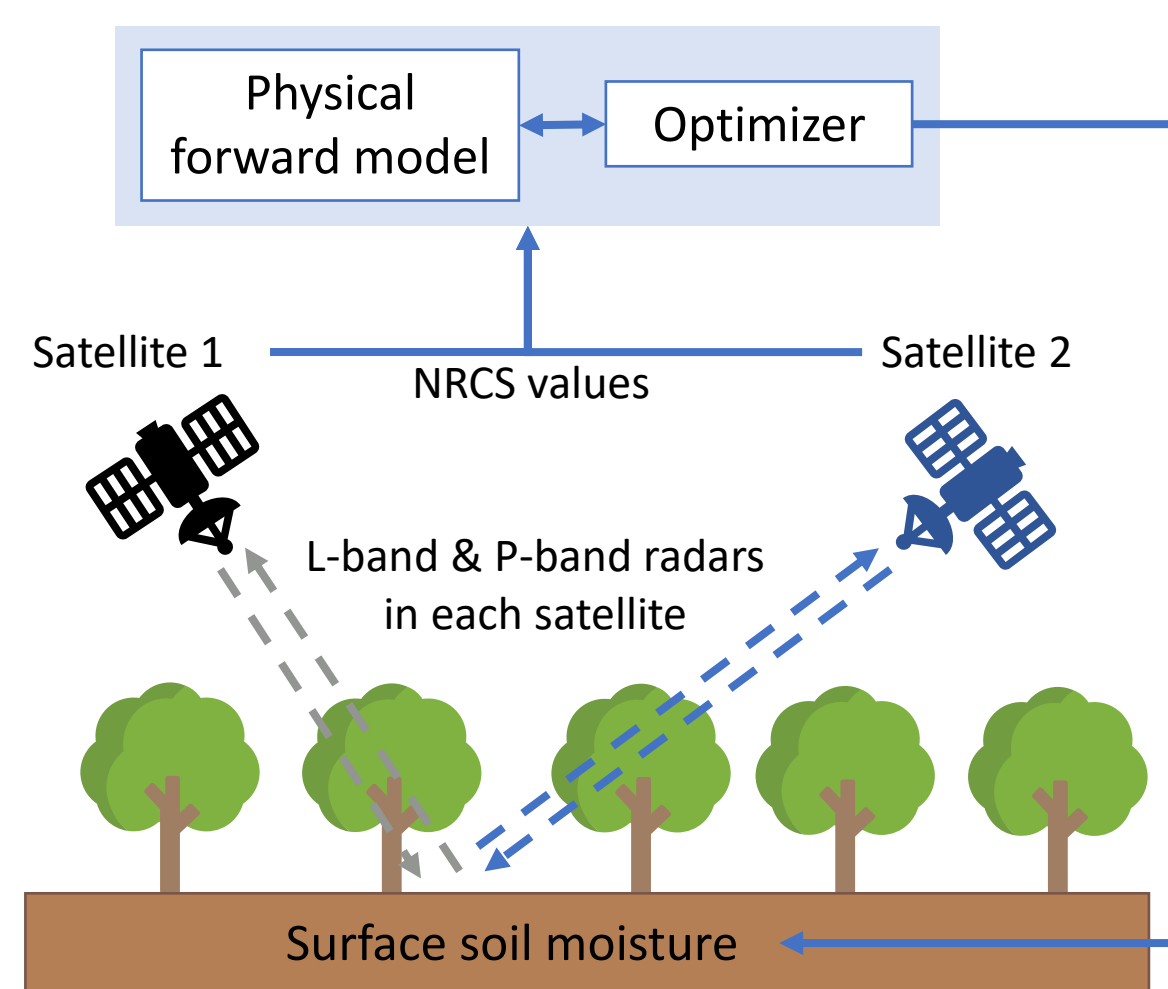 Physical
forward model
Optimizer
Satellite 1
Satellite 2
NRCS values
L-band & P-band radars
in each satellite
Surface soil moisture